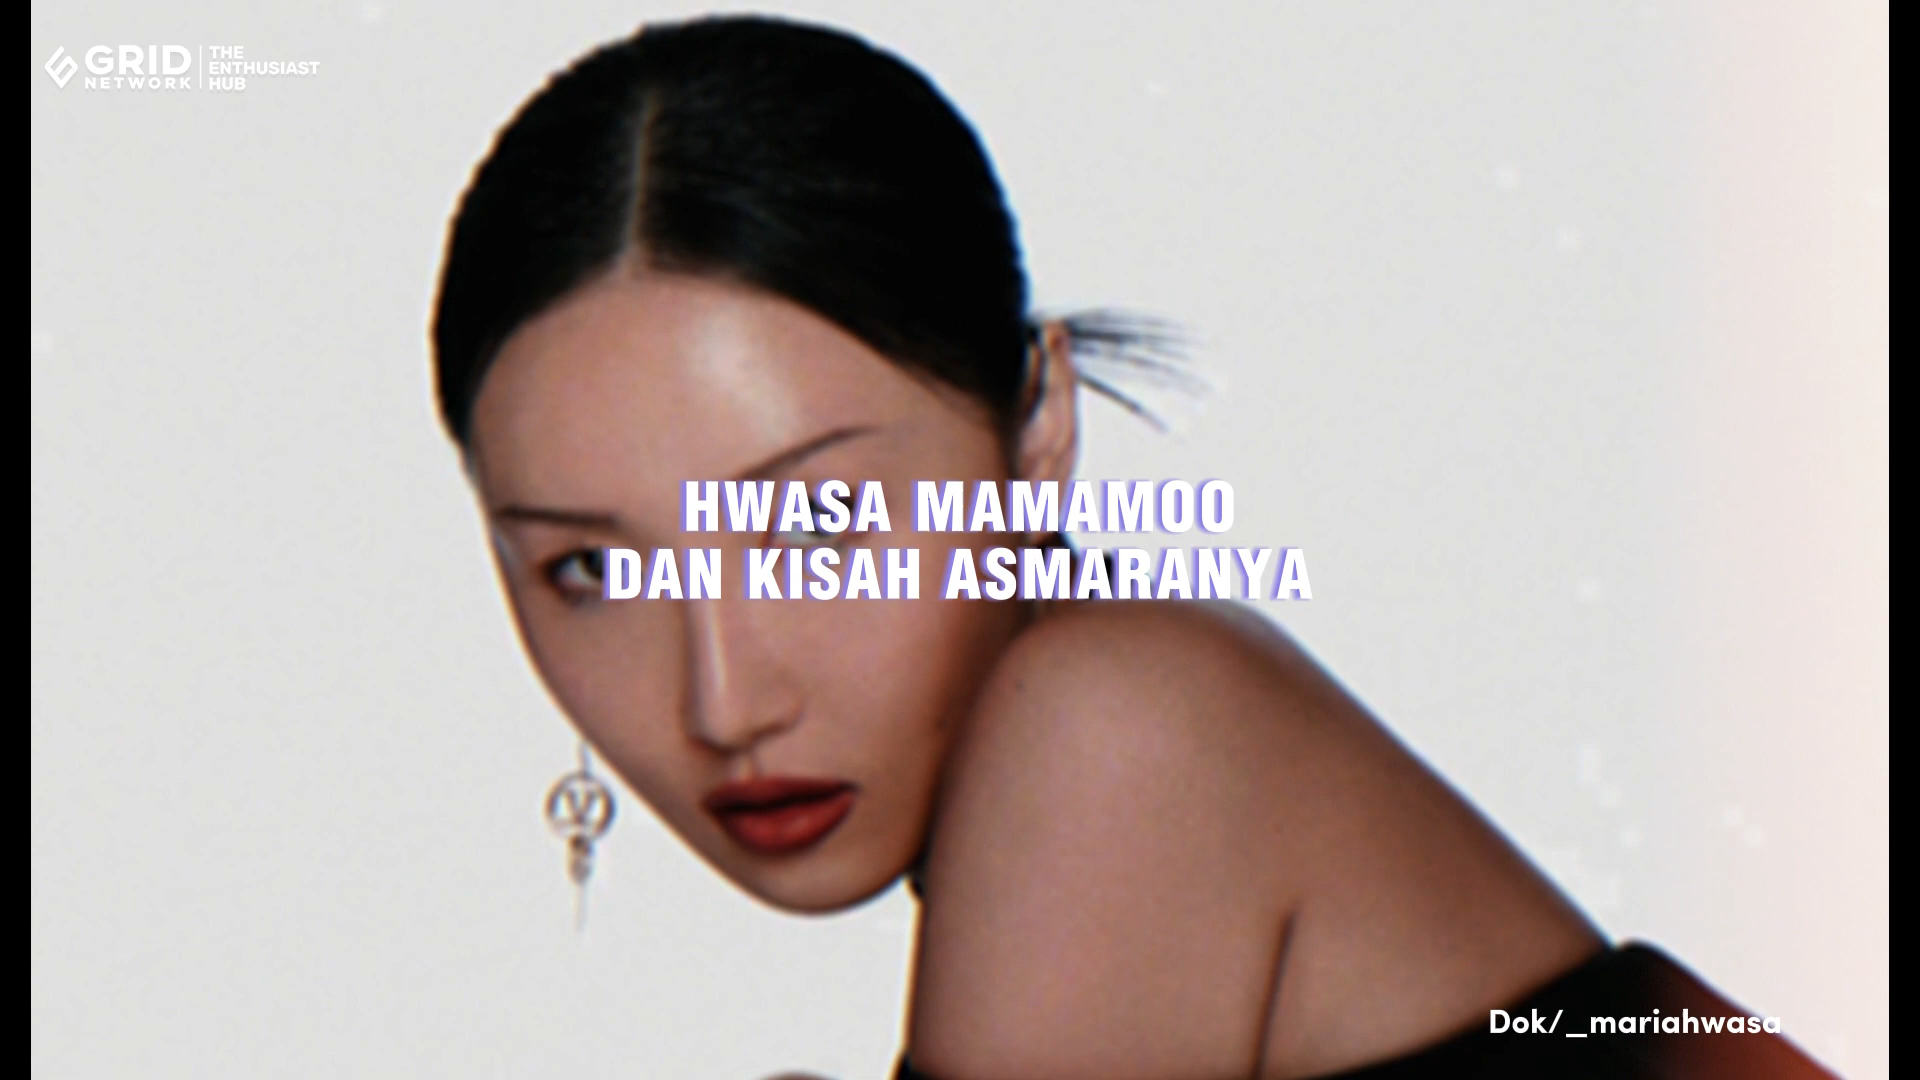 GRID
NETWORK
THE
ENTHUSIAST
HUB
HWASA MAMAMOO
DAN KISAH ASMARANYA
Dok/_mariahwasa